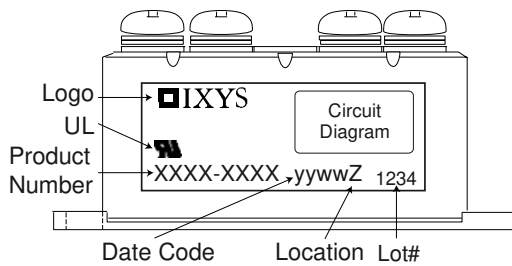 Logo
IXYS
Circuit
Diagram
UL
Product
Number
XXXX-XXXX yywwZ 1234
Date Code Location Lot#